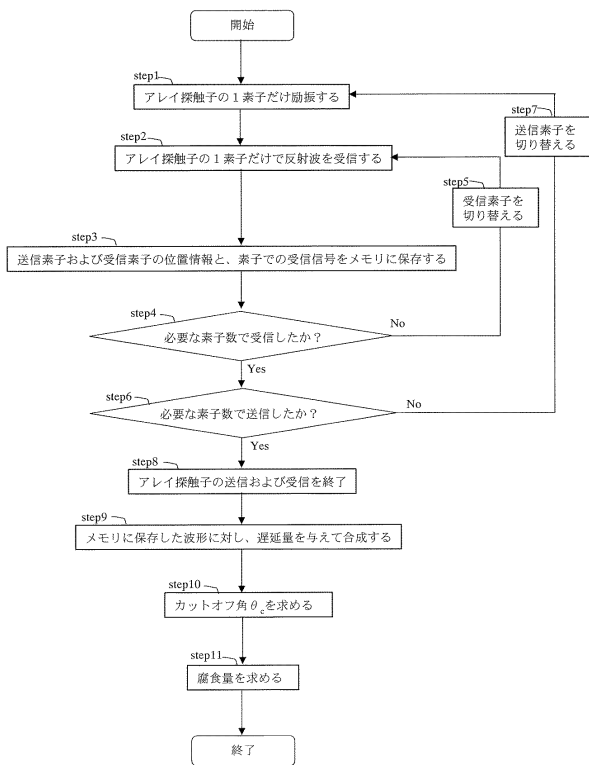 開始
step1
アレイ探触子の1素子だけ励振する
step7
送信素子を
切り替える
step2
アレイ探触子の1素子だけで反射波を受信する
step5
受信素子を
切り替える
step3
送信素子および受信素子の位置情報と、素子での受信信号をメモリに保存する
step4
必要な素子数で受信したか？
No
Yes
step6
必要な素子数で送信したか？
No
Yes
step8
アレイ探触子の送信および受信を終了
step9
メモリに保存した波形に対し、遅延量を与えて合成する
step10
カットオフ角θcを求める
step11
腐食量を求める
終了